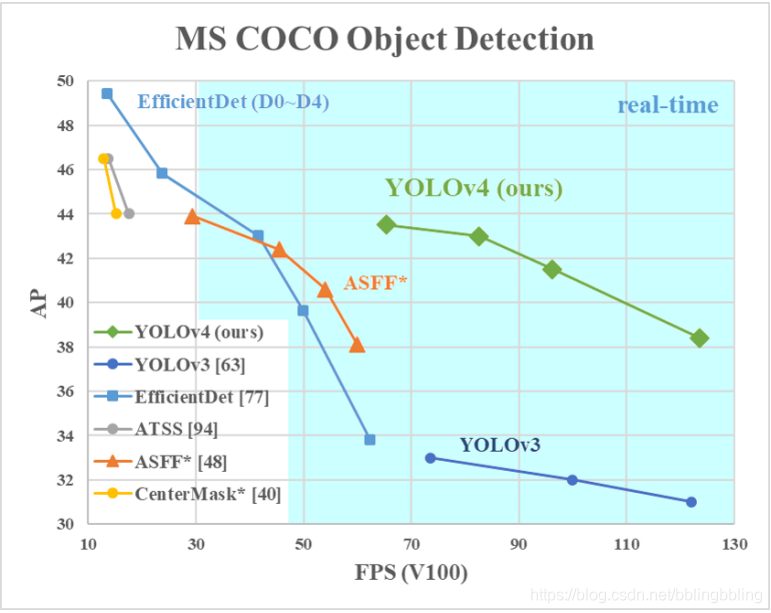 MS COCO Object Detection
50
EfficientDet (D0~D4)
real-time
48
46
YOLOv4 (ours)
44
42
ASFF*
AP
40
YOLOv4 (ours)
38
YOLOv3 [63]
36
EfficientDet [77]
ATSS [94]
34
YOLOv3
ASFF* [48]
32
CenterMask* [40]
30
10 30 50 70 90 110 130
FPS (V100)
https://blog.csdn.net/bblingbbling